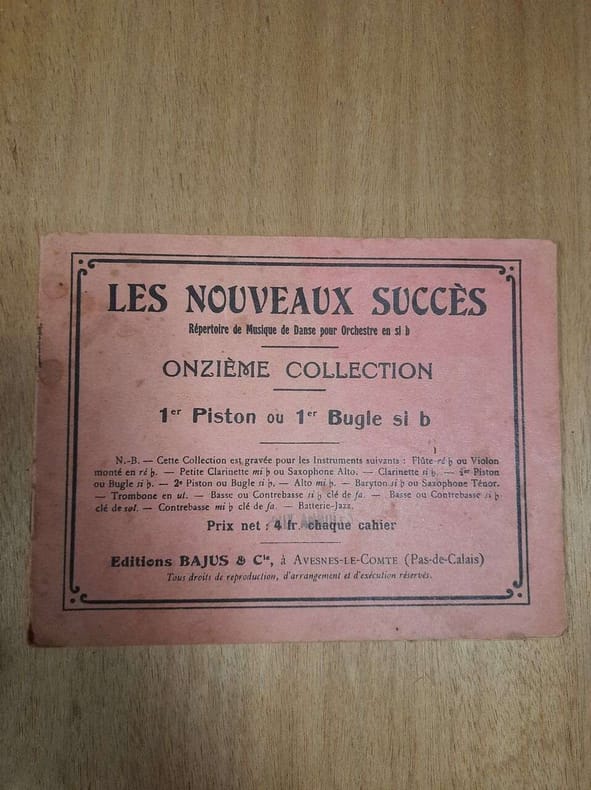 LES NOUVEAUX SUCCÈS
Répertoire de Musique de Danse pour Orchestre en si b
ONZIÈME COLLECTION
1er Piston ou 1er Bugle si b
N.-B. — Cette Collection est gravée pour les Instruments suivants : Flûte ré ♭ ou Violon
monté en ré ♭. — Petite Clarinette mi ♭ ou Saxophone Alto. — Clarinette si ♭. — 1er Piston
ou Bugle si ♭. — 2e Piston ou Bugle si ♭. — Alto mi ♭. — Baryton si ♭ ou Saxophone Ténor.
— Trombone en ut. — Basse ou Contrebasse si ♭ clé de fa. — Basse ou Contrebasse si ♭
clé de sol. — Contrebasse mi ♭ clé de fa. — Batterie-Jazz.
Prix net : 4 fr. chaque cahier
Editions BAJUS & Cie, à AVESNES-LE-COMTE (Pas-de-Calais)
Tous droits de reproduction, d'arrangement et d'exécution réservés.